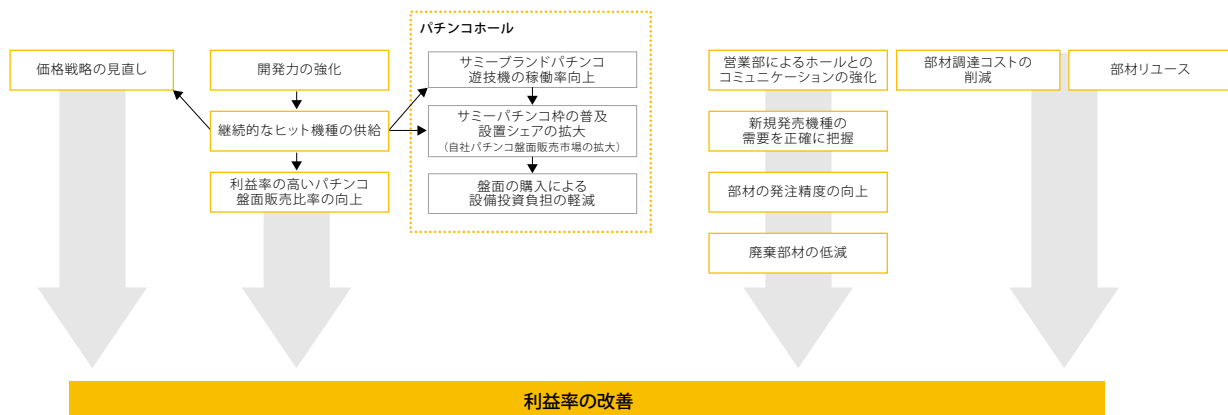 パチンコホール
価格戦略の見直し
開発力の強化
継続的なヒット機種の供給
利益率の高いパチンコ
盤面販売比率の向上
サミーブランドパチンコ
遊技機の稼働率向上
サミーパチンコ枠の普及
設置シェアの拡大
（自社パチンコ盤面販売市場の拡大）
盤面の購入による
設備投資負担の軽減
営業部によるホールとの
コミュニケーションの強化
新規発売機種の
需要を正確に把握
部材の発注精度の向上
廃棄部材の低減
部材調達コストの
削減
部材リユース
利益率の改善